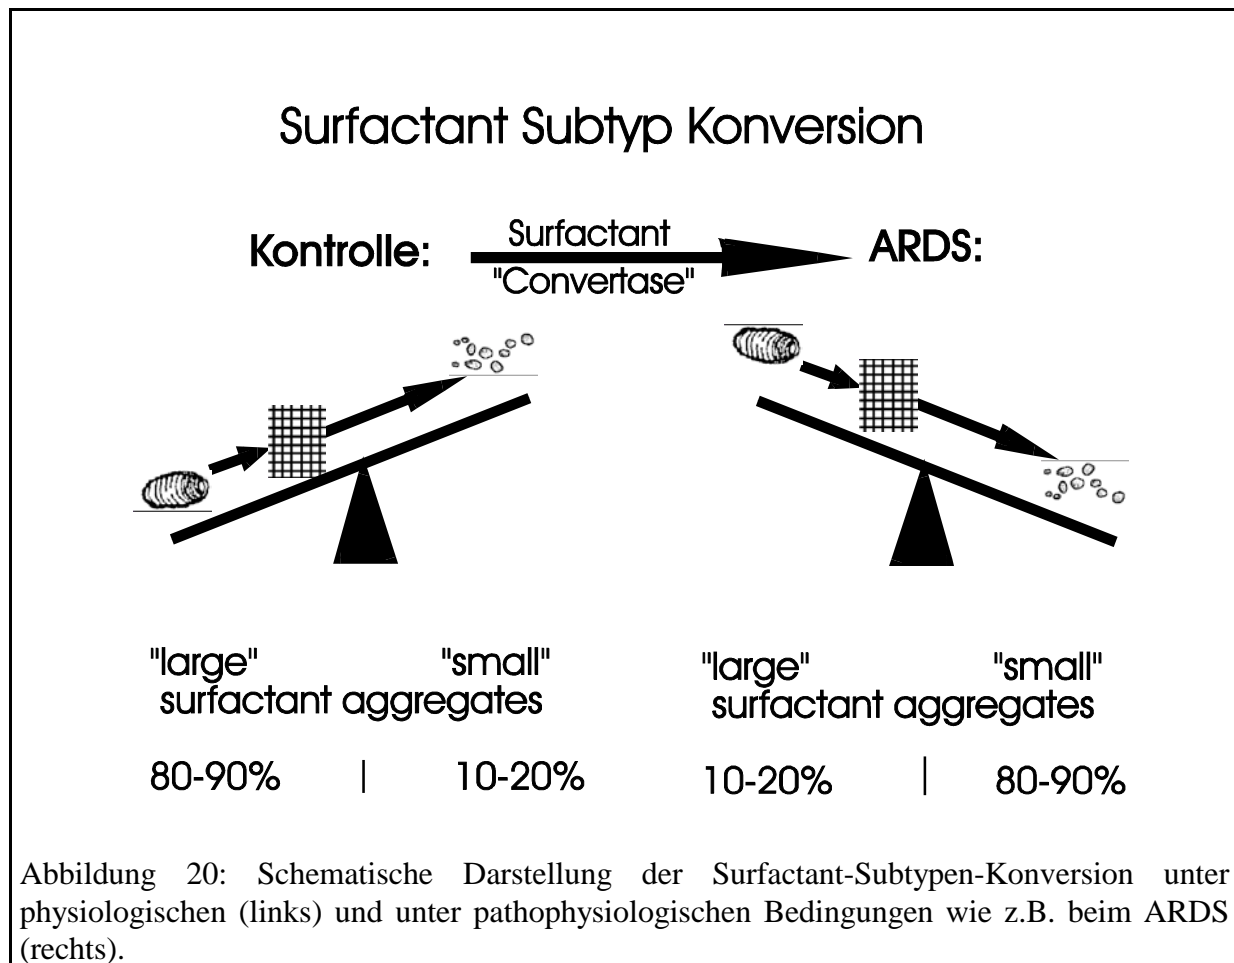 Surfactant Subtyp Konversion
Kontrolle:
Surfactant
"Convertase"
ARDS:
"large" "small"
surfactant aggregates
80-90% | 10-20%
"large" "small"
surfactant aggregates
10-20% | 80-90%
Abbildung 20: Schematische Darstellung der Surfactant-Subtypen-Konversion unter
physiologischen (links) und unter pathophysiologischen Bedingungen wie z.B. beim ARDS
(rechts).